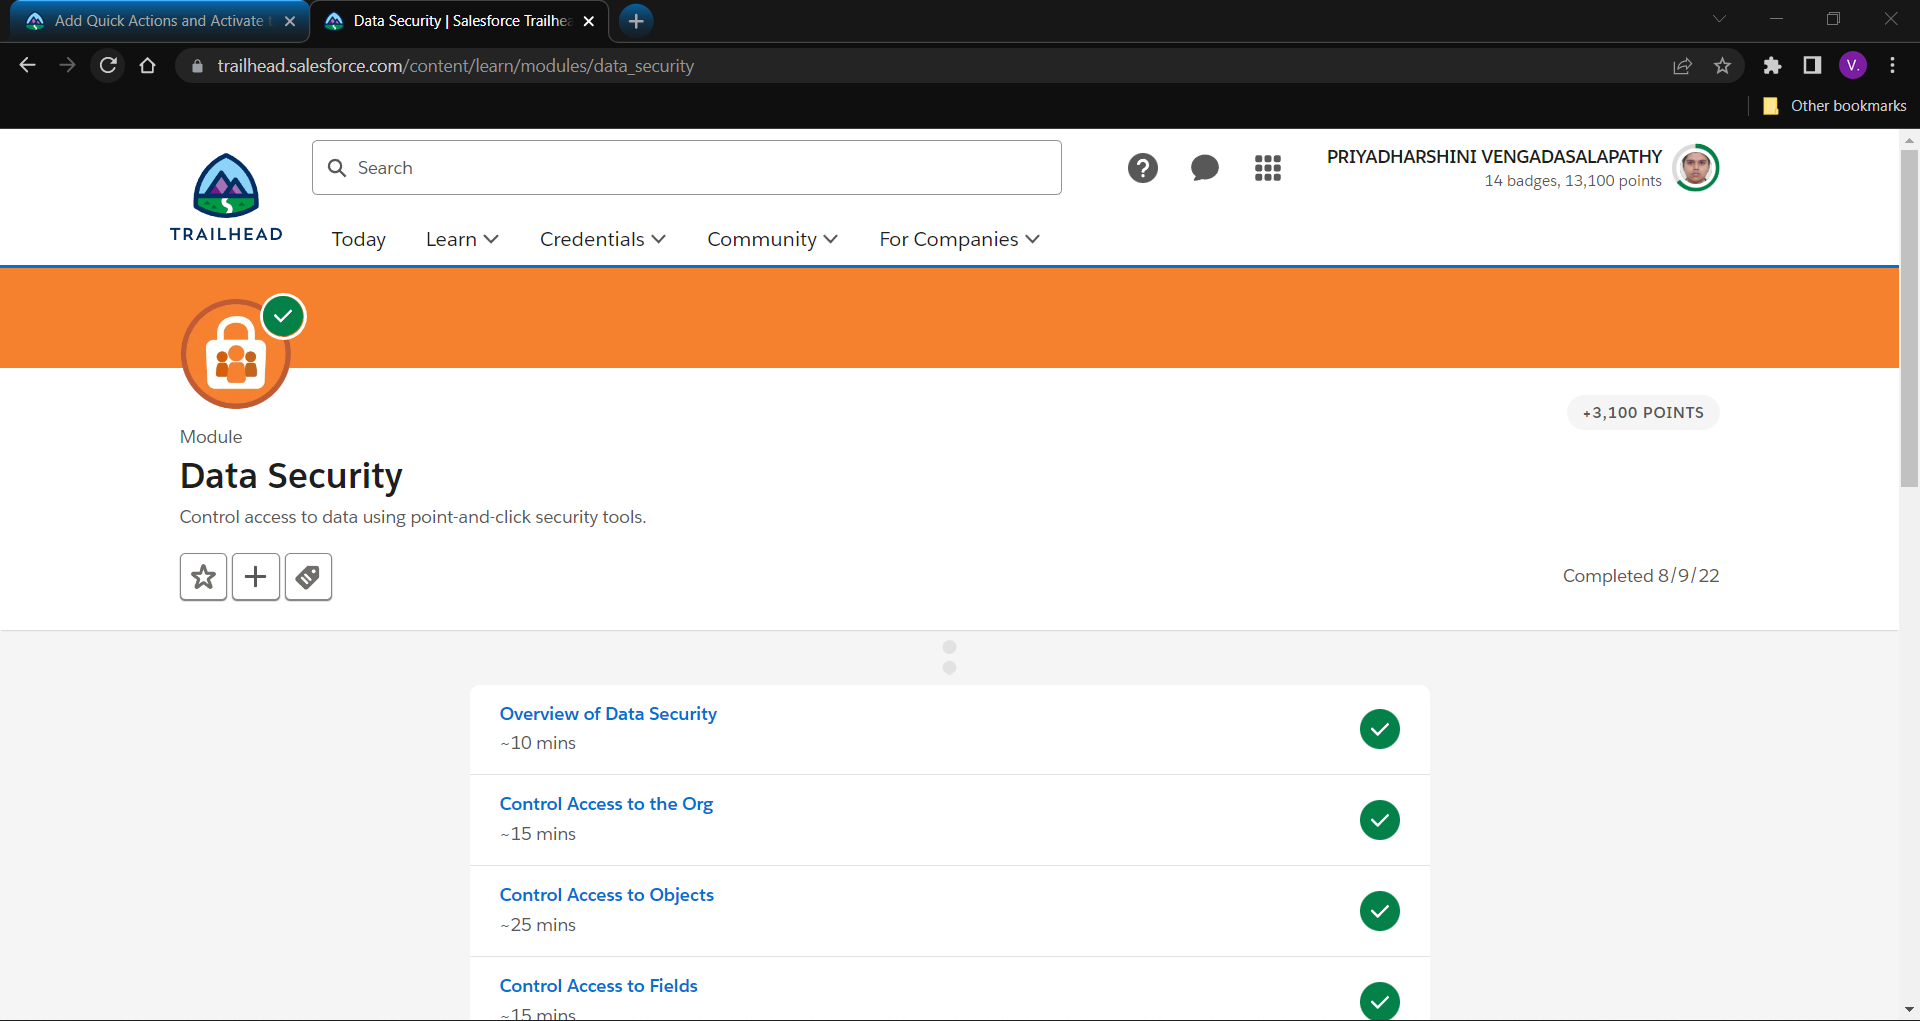 Add Quick Actions and Activate t
Data Security | Salesforce Trailhea
trailhead.salesforce.com/content/learn/modules/data_security
V.
Other bookmarks
TRAILHEAD
Search
PRIYADHARSHINI VENGADASALAPATHY
14 badges, 13,100 points
Today
Learn
Credentials
Community
For Companies
+3,100 POINTS
Module
Data Security
Control access to data using point-and-click security tools.
Completed 8/9/22
Overview of Data Security
~10 mins
Control Access to the Org
~15 mins
Control Access to Objects
~25 mins
Control Access to Fields
~15 mins